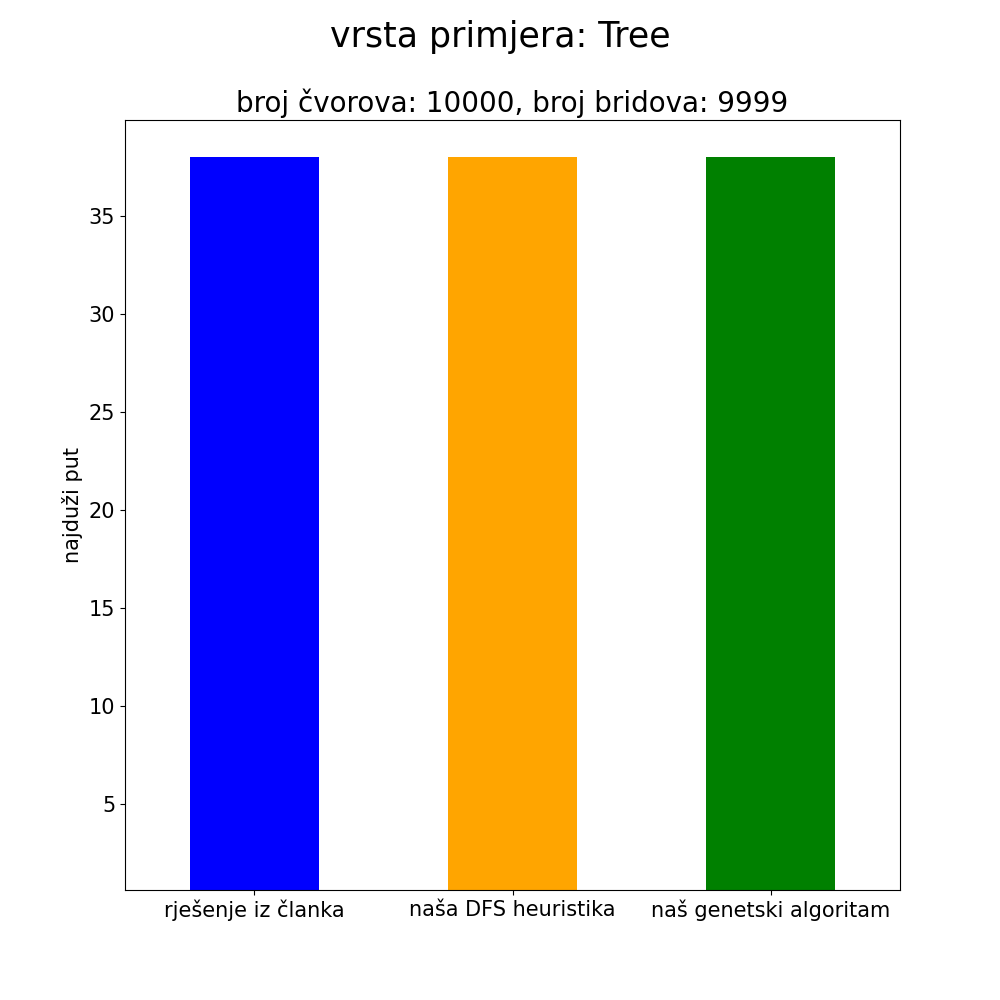 vrsta primjera: Tree
broj čvorova: 10000, broj bridova: 9999
35
30
25
20
15
10
5
najduži put
rješenje iz članka
naša DFS heuristika
naš genetski algoritam